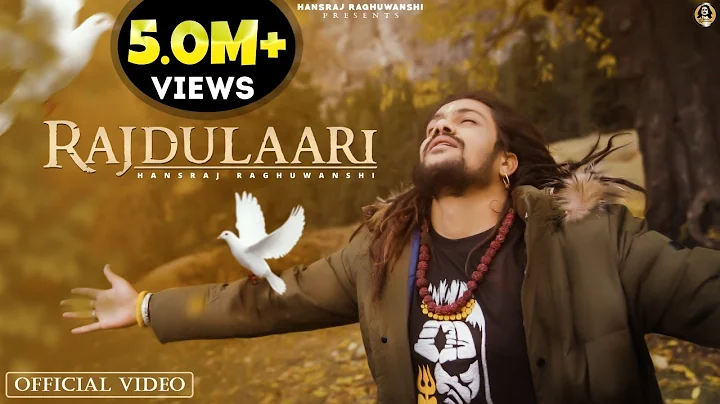 HANSRAJ RAGHUWANSHI
PRESENTS
5.0M+
VIEWS
RAJDULAARI
HANSRAJ RAGHUWANSHI
OFFICIAL VIDEO